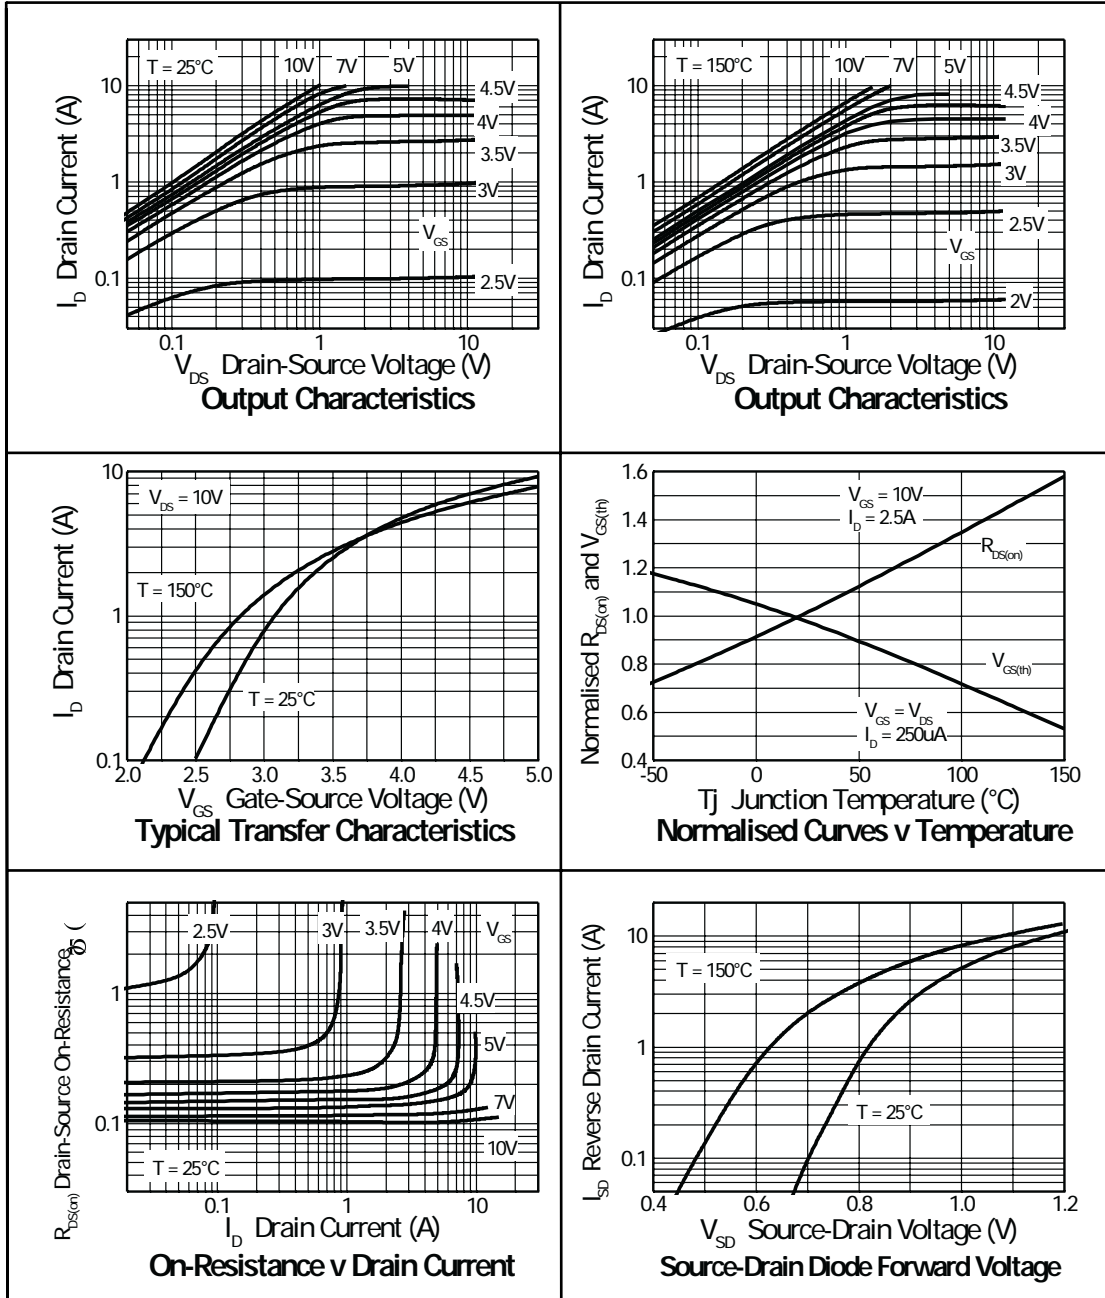 T = 25°C 10V 7V 5V
4.5V
4V
3.5V
3V
V_GS
2.5V
10
1
0.1
I_D Drain Current (A)
0.1 1 10
V_DS Drain-Source Voltage (V)
Output Characteristics
T = 150°C 10V 7V 5V
4.5V
4V
3.5V
3V
2.5V
V_GS
2V
10
1
0.1
I_D Drain Current (A)
0.1 1 10
V_DS Drain-Source Voltage (V)
Output Characteristics
V_DS = 10V
T = 150°C
T = 25°C
10
1
0.1
I_D Drain Current (A)
2.0 2.5 3.0 3.5 4.0 4.5 5.0
V_GS Gate-Source Voltage (V)
Typical Transfer Characteristics
V_GS = 10V
I_D = 2.5A
R_DS(on)
V_GS(th)
V_GS = V_DS
I_D = 250uA
1.6
1.4
1.2
1.0
0.8
0.6
0.4
Normalised R_DS(on) and V_GS(th)
-50 0 50 100 150
Tj Junction Temperature (°C)
Normalised Curves v Temperature
2.5V 3V 3.5V 4V V_GS
4.5V
5V
7V
10V
T = 25°C
1
0.1
R_DS(on) Drain-Source On-Resistance (
0.1 1 10
I_D Drain Current (A)
On-Resistance v Drain Current
T = 150°C
T = 25°C
10
1
0.1
I_SD Reverse Drain Current (A)
0.4 0.6 0.8 1.0 1.2
V_SD Source-Drain Voltage (V)
Source-Drain Diode Forward Voltage